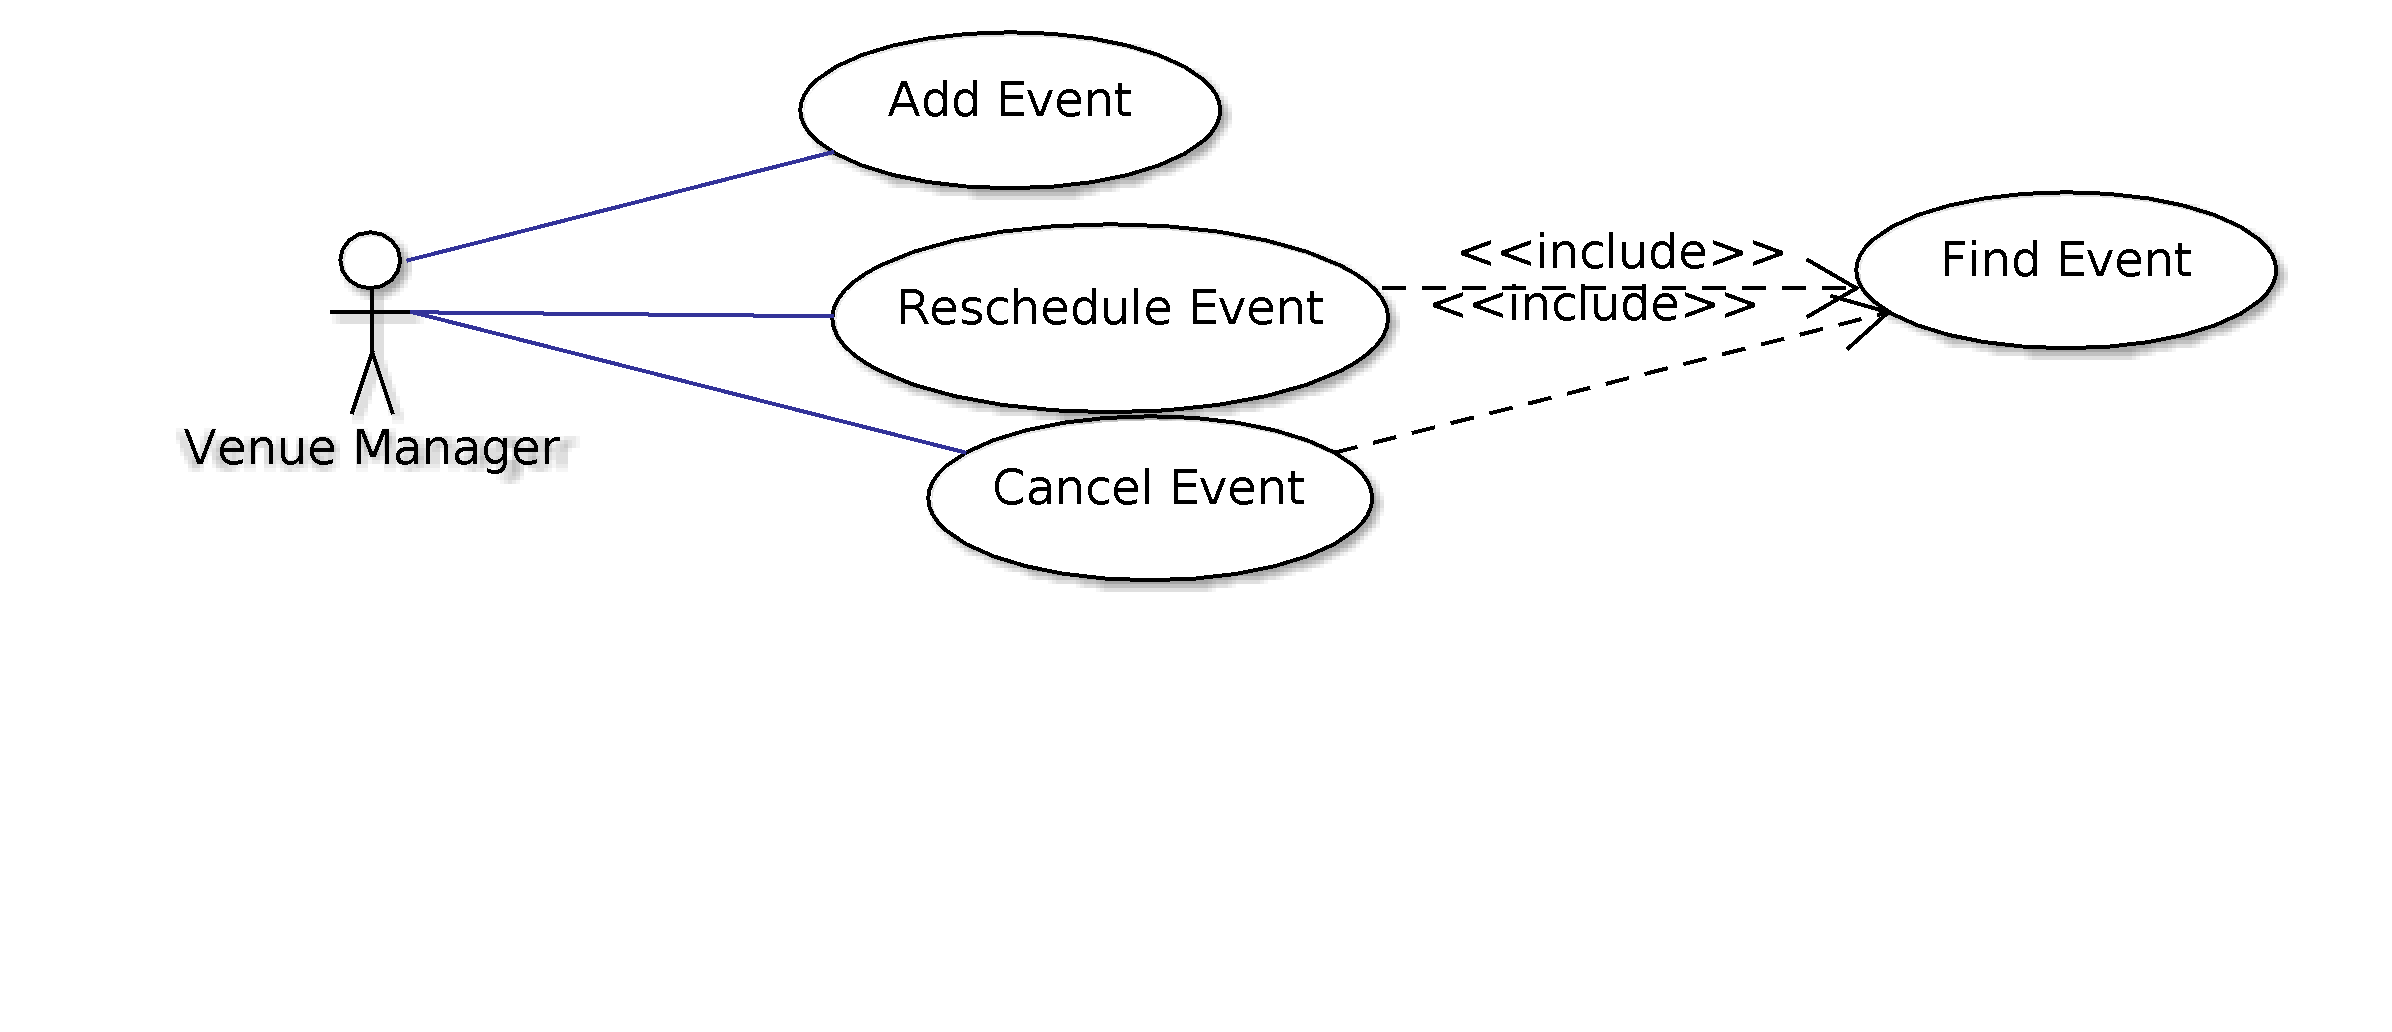 Add Event
<<include>>
Find Event
Reschedule Event
<<include>>
Venue Manager
Cancel Event